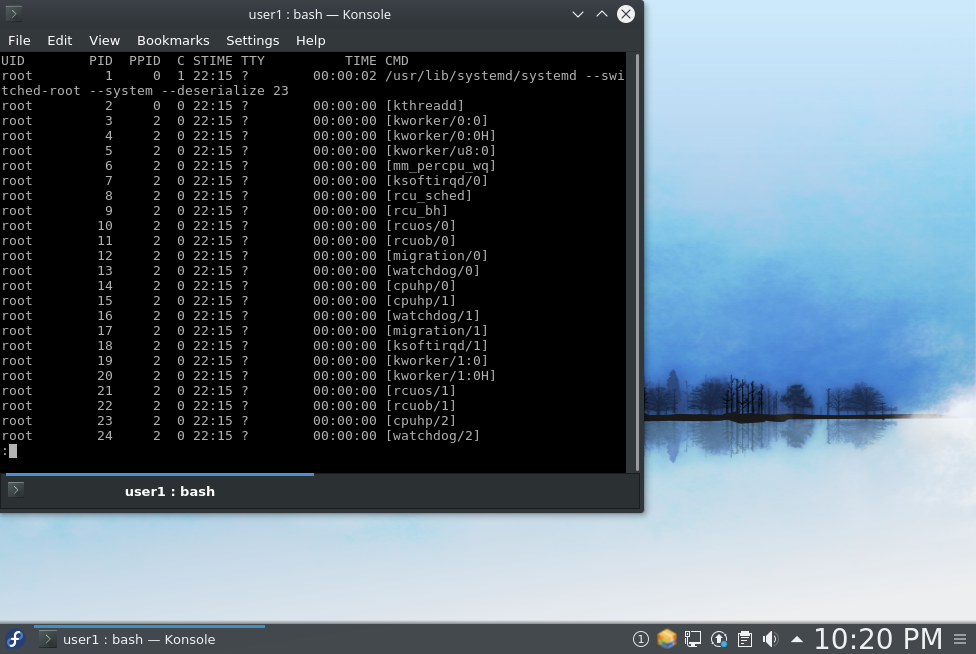 user1 : bash — Konsole
File Edit View Bookmarks Settings Help
UID        PID  PPID  C STIME TTY          TIME CMD
root         1     0  1 22:15 ?        00:00:02 /usr/lib/systemd/systemd --swi
tched-root --system --deserialize 23
root         2     0  0 22:15 ?        00:00:00 [kthreadd]
root         3     2  0 22:15 ?        00:00:00 [kworker/0:0]
root         4     2  0 22:15 ?        00:00:00 [kworker/0:0H]
root         5     2  0 22:15 ?        00:00:00 [kworker/u8:0]
root         6     2  0 22:15 ?        00:00:00 [mm_percpu_wq]
root         7     2  0 22:15 ?        00:00:00 [ksoftirqd/0]
root         8     2  0 22:15 ?        00:00:00 [rcu_sched]
root         9     2  0 22:15 ?        00:00:00 [rcu_bh]
root        10     2  0 22:15 ?        00:00:00 [rcuos/0]
root        11     2  0 22:15 ?        00:00:00 [rcuob/0]
root        12     2  0 22:15 ?        00:00:00 [migration/0]
root        13     2  0 22:15 ?        00:00:00 [watchdog/0]
root        14     2  0 22:15 ?        00:00:00 [cpuhp/0]
root        15     2  0 22:15 ?        00:00:00 [cpuhp/1]
root        16     2  0 22:15 ?        00:00:00 [watchdog/1]
root        17     2  0 22:15 ?        00:00:00 [migration/1]
root        18     2  0 22:15 ?        00:00:00 [ksoftirqd/1]
root        19     2  0 22:15 ?        00:00:00 [kworker/1:0]
root        20     2  0 22:15 ?        00:00:00 [kworker/1:0H]
root        21     2  0 22:15 ?        00:00:00 [rcuos/1]
root        22     2  0 22:15 ?        00:00:00 [rcuob/1]
root        23     2  0 22:15 ?        00:00:00 [cpuhp/2]
root        24     2  0 22:15 ?        00:00:00 [watchdog/2]
:
user1 : bash
user1 : bash — Konsole
1
10:20 PM